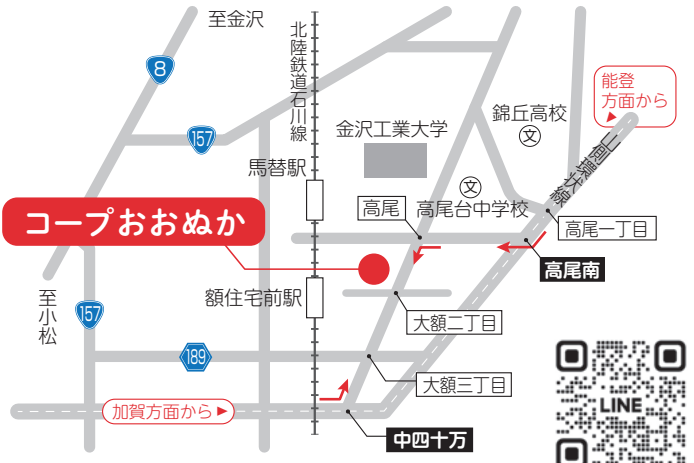 至金沢
8
157
北陸鉄道石川線
能登
方面から
錦丘高校
文
金沢工業大学
山側環状線
馬替駅
文
高尾
高尾台中学校
高尾一丁目
コープおおぬか
高尾南
額住宅前駅
至小松
157
大額二丁目
189
大額三丁目
加賀方面から
中四十万
LINE